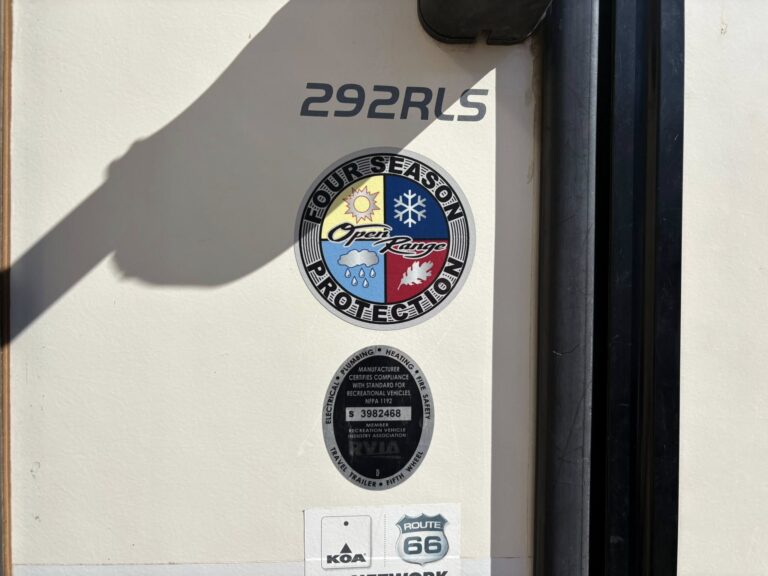 292RLS
FOUR SEASON
Open Range
PROTECTION
ELECTRICAL • PLUMBING • HEATING • FIRE SAFETY
MANUFACTURER
CERTIFIES COMPLIANCE
WITH STANDARD FOR
RECREATIONAL VEHICLES
NFPA 1192
S 3982468
MEMBER
RECREATION VEHICLE
INDUSTRY ASSOCIATION
RVIA
D
TRAVEL TRAILER • FIFTH WHEEL
KOA
ROUTE
66
NETWORK